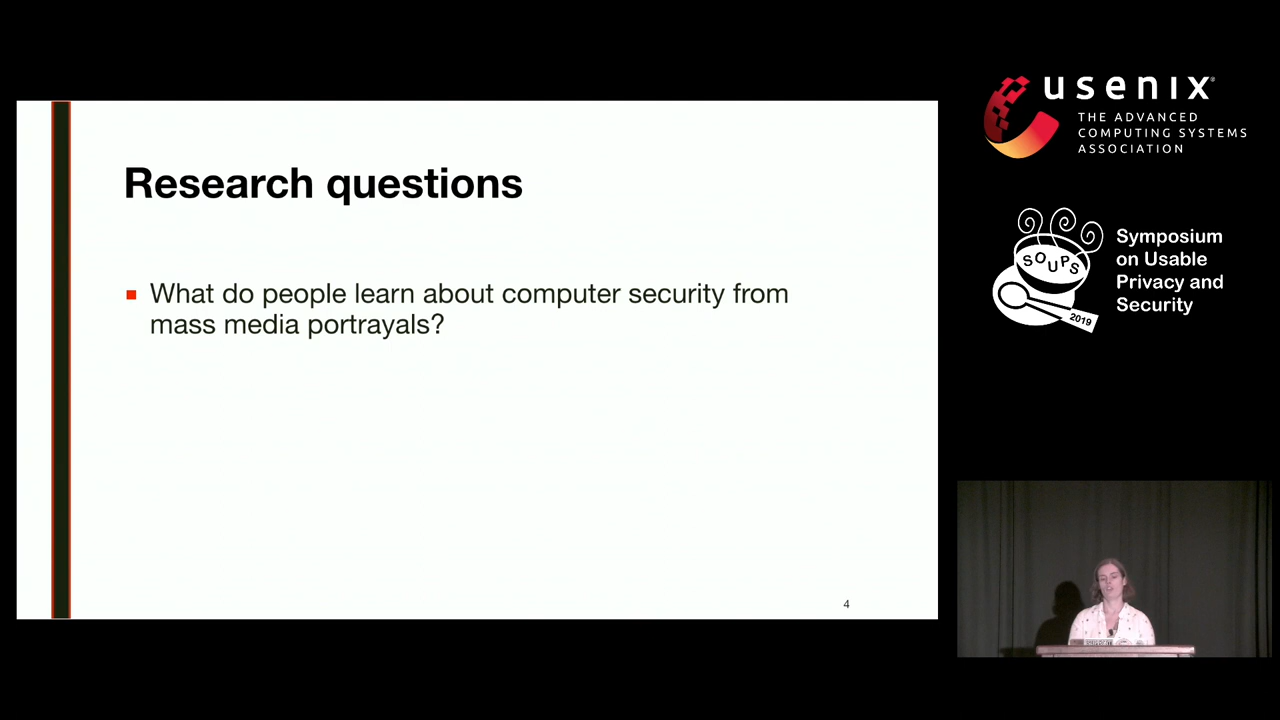 Research questions
What do people learn about computer security from
mass media portrayals?
4
usenix
THE ADVANCED
COMPUTING SYSTEMS
ASSOCIATION
SOUPS
2019
Symposium
on Usable
Privacy and
Security